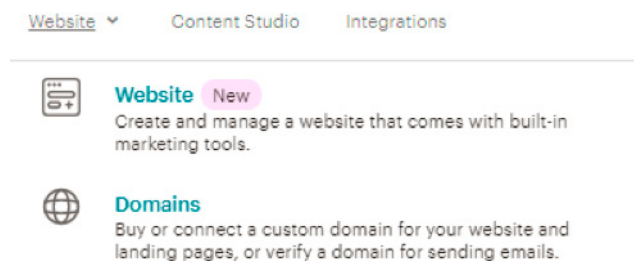 Website Content Studio Integrations
Website New
Create and manage a website that comes with built-in
marketing tools.
Domains
Buy or connect a custom domain for your website and
landing pages, or verify a domain for sending emails.